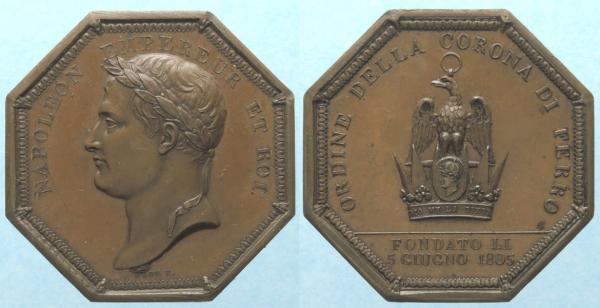 NAPOLEON EMPEREUR ET ROI.
ORDINE DELLA CORONA DI FERRO
FONDATO LI
5 GIUGNO 1805.